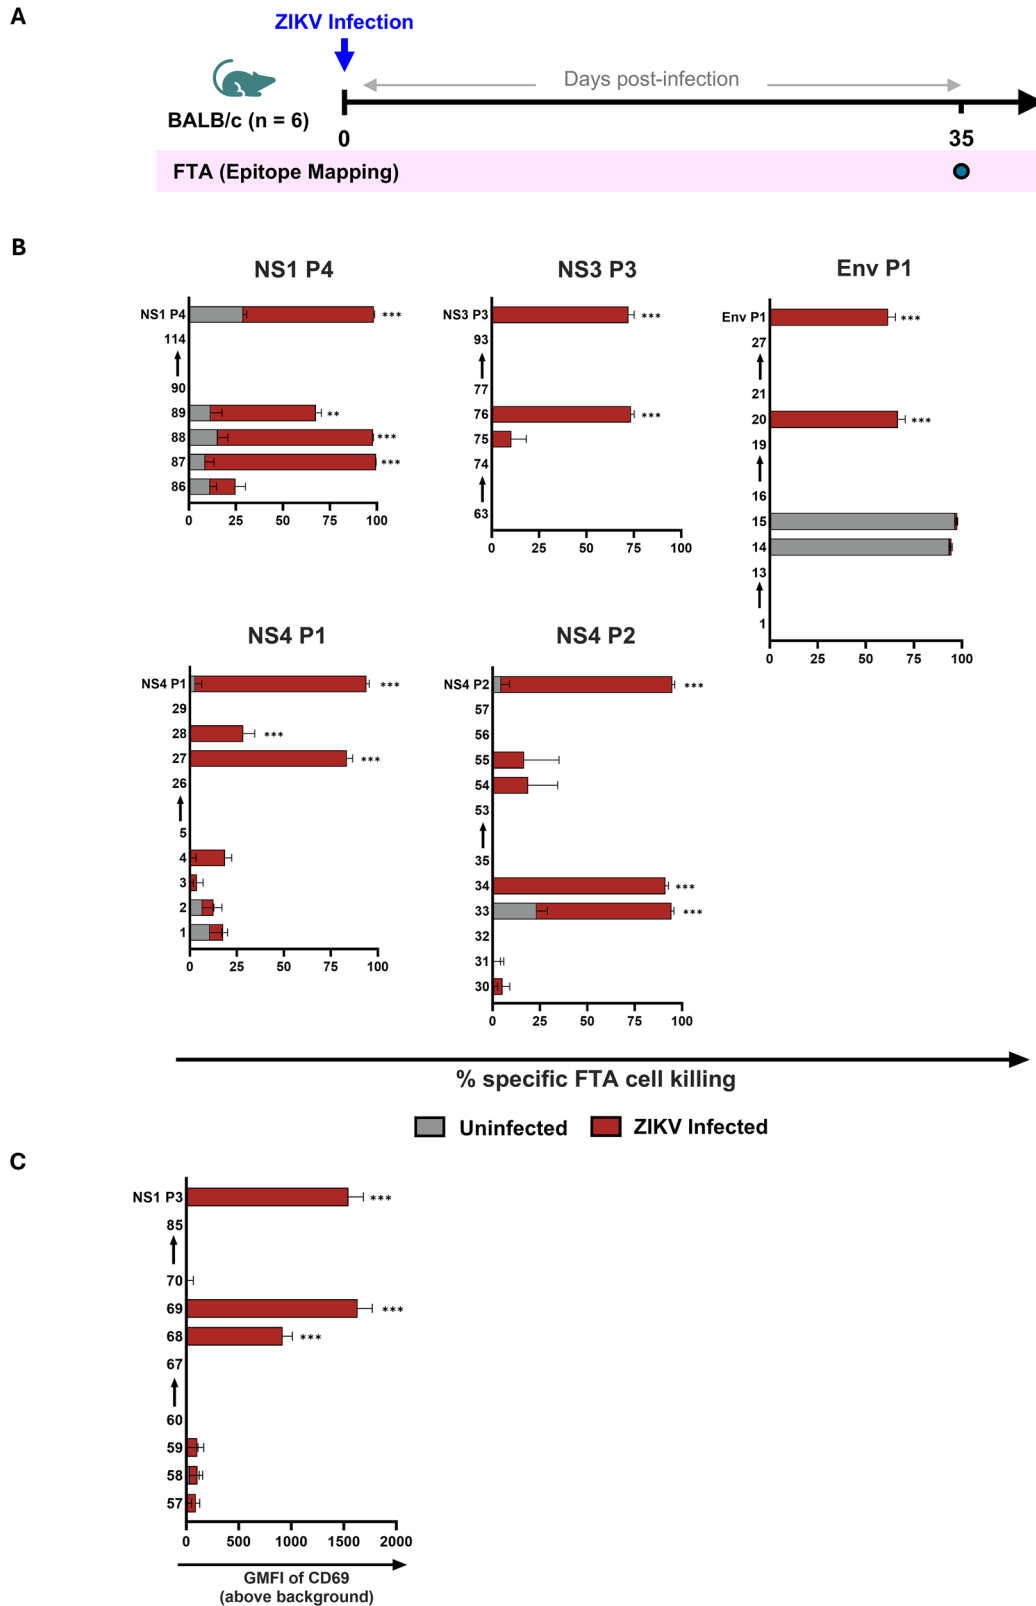 A
ZIKV Infection
Days post-infection
BALB/c (n = 6)
0
35
FTA (Epitope Mapping)
B
NS1 P4
NS1 P4
***
114
90
89
**
88
***
87
***
86
0 25 50 75 100
NS3 P3
NS3 P3
***
93
77
76
***
75
74
63
0 25 50 75 100
Env P1
Env P1
***
27
21
20
***
19
16
15
14
13
1
0 25 50 75 100
NS4 P1
NS4 P1
***
29
28
***
27
***
26
5
4
3
2
1
0 25 50 75 100
NS4 P2
NS4 P2
***
57
56
55
54
53
35
34
***
33
***
32
31
30
0 25 50 75 100
% specific FTA cell killing
Uninfected
ZIKV Infected
C
NS1 P3
***
85
70
69
***
68
***
67
60
59
58
57
0 500 1000 1500 2000
GMFI of CD69
(above background)